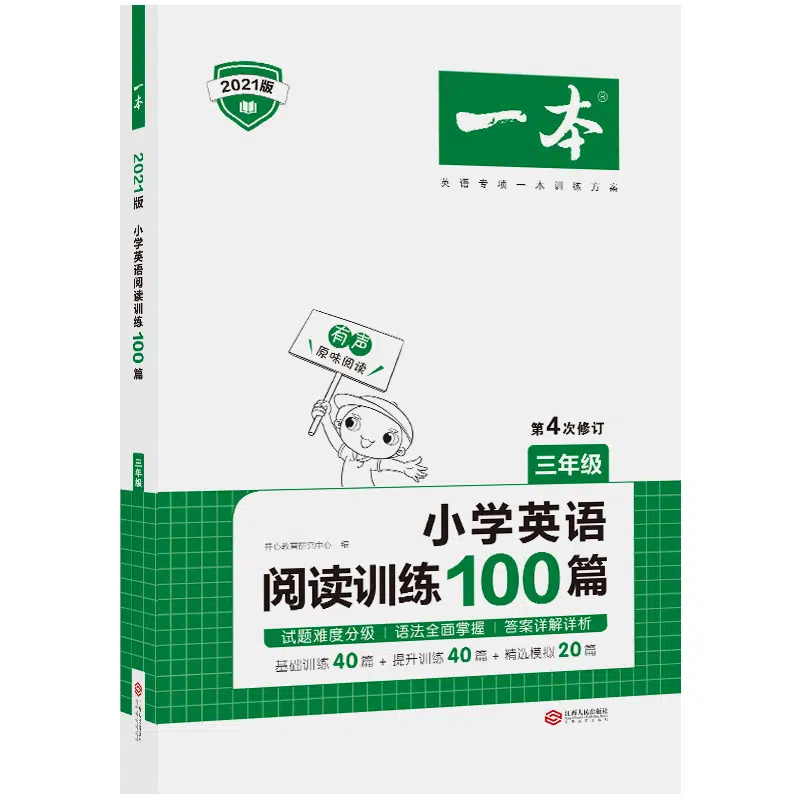 一本
2021版
小学英语阅读训练100篇
三年级
2021版
一本®
英语专项一本训练方案
有声
原味阅读
第4次修订
三年级
小学英语
阅读训练100篇
开心教育研究中心 编
试题难度分级 | 语法全面掌握 | 答案详解详析
基础训练40篇 + 提升训练40篇 + 精选模拟20篇
江西人民出版社